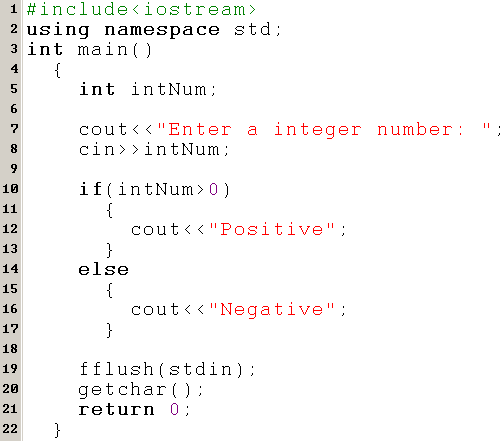 1 #include<iostream>
2 using namespace std;
3 int main()
4 {
5 int intNum;
6
7 cout<<"Enter a integer number: ";
8 cin>>intNum;
9
10 if(intNum>0)
11 {
12 cout<<"Positive";
13 }
14 else
15 {
16 cout<<"Negative";
17 }
18
19 fflush(stdin);
20 getchar();
21 return 0;
22 }